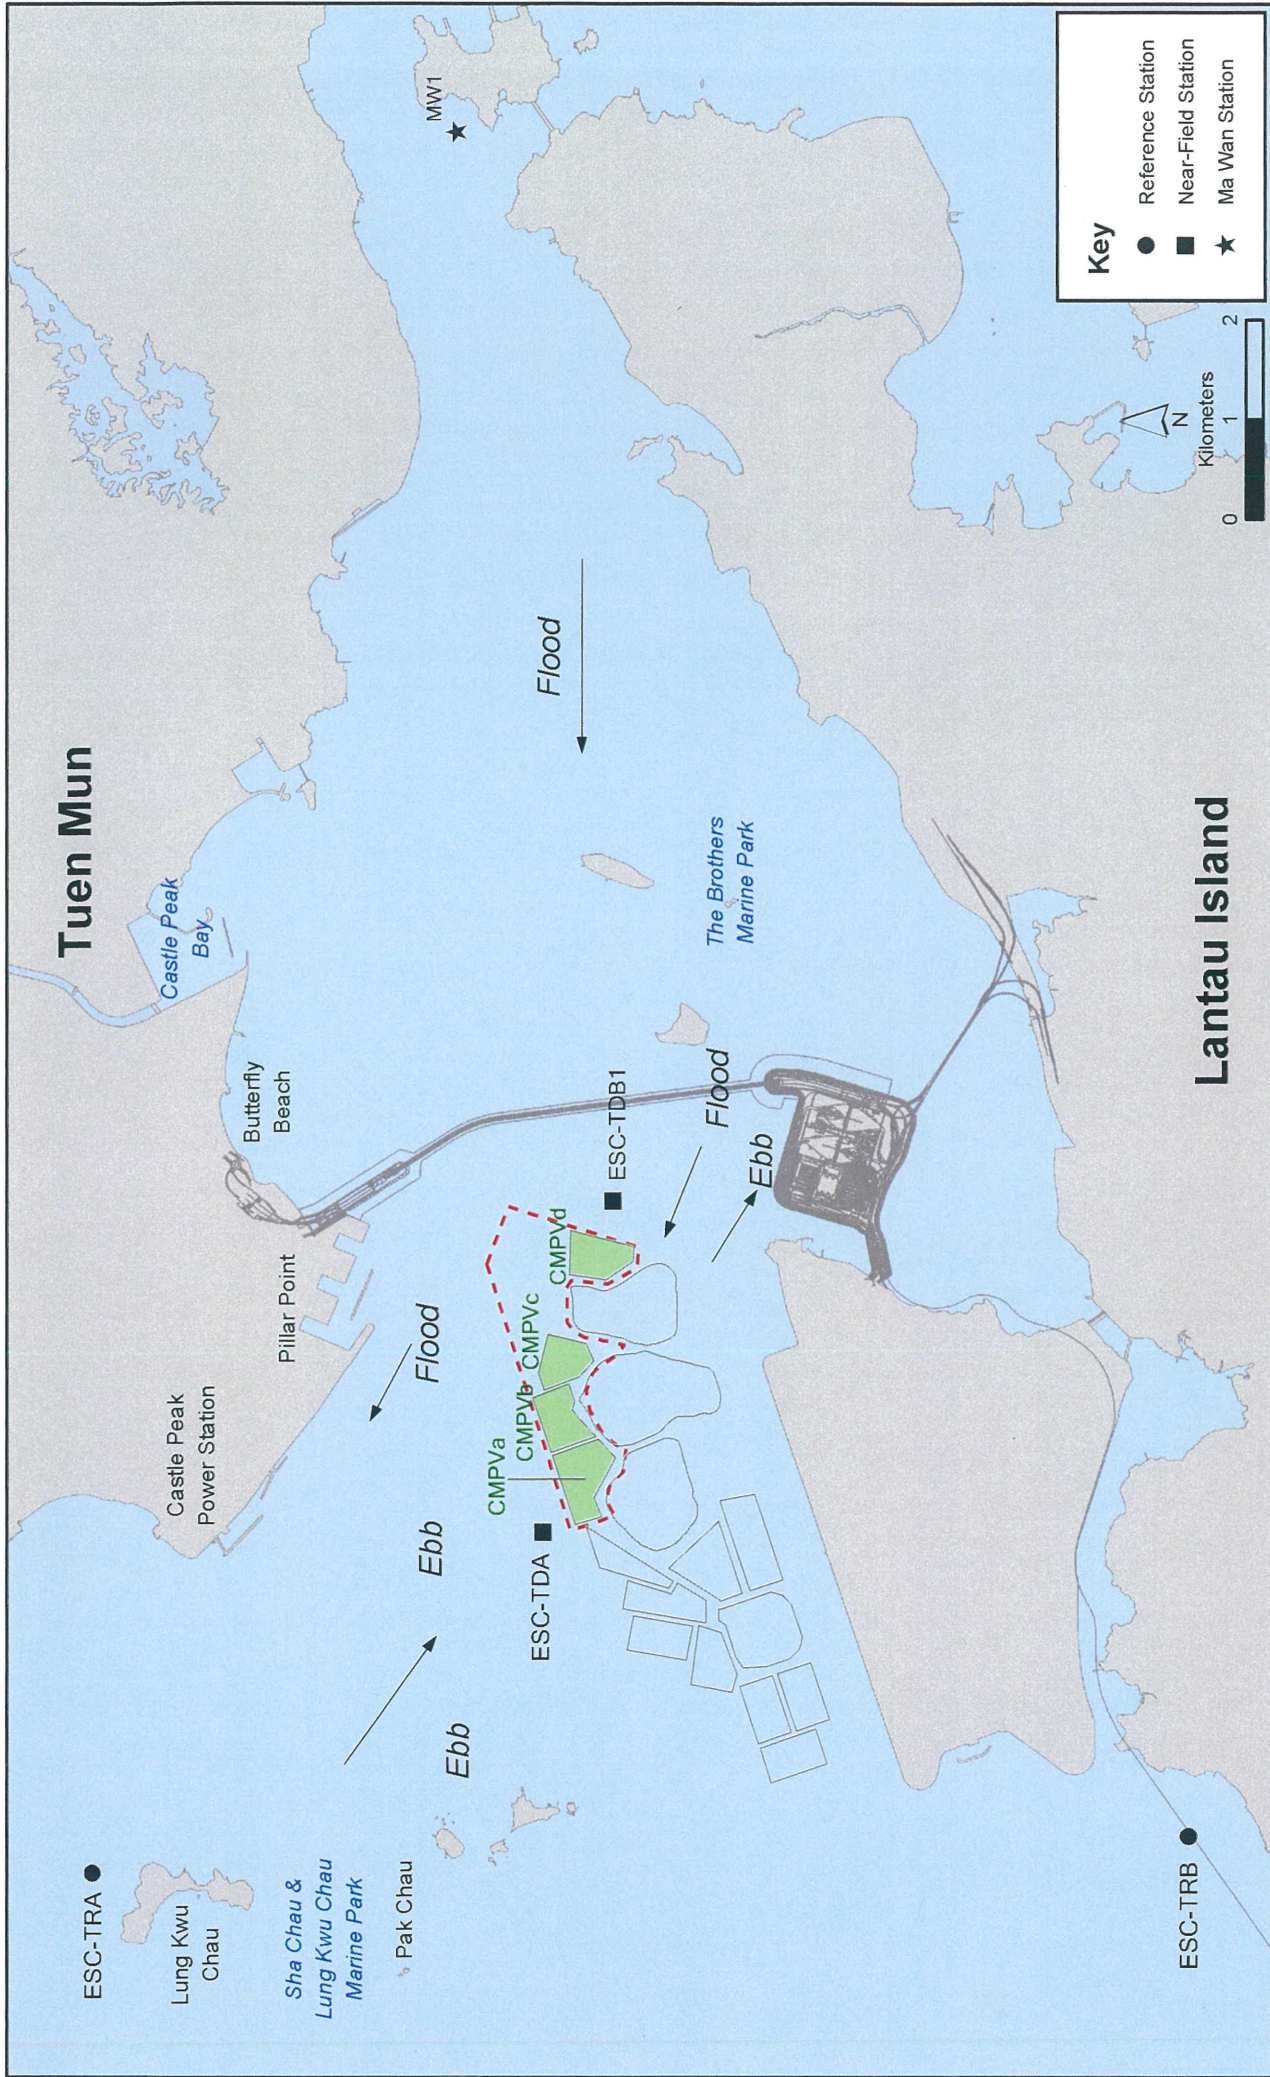 Tuen Mun
Castle Peak
Bay
Butterfly
Beach
Pillar Point
Castle Peak
Power Station
ESC-TRA
Lung Kwu
Chau
Sha Chau &
Lung Kwu Chau
Marine Park
Pak Chau
Ebb
Ebb
Flood
ESC-TDA
CMPVa
CMPVb
CMPVc
CMPVd
ESC-TDB1
Flood
Ebb
Flood
The Brothers
Marine Park
MW1
Lantau Island
ESC-TRB
Key
Reference Station
Near-Field Station
Ma Wan Station
N
Kilometers
0 1 2